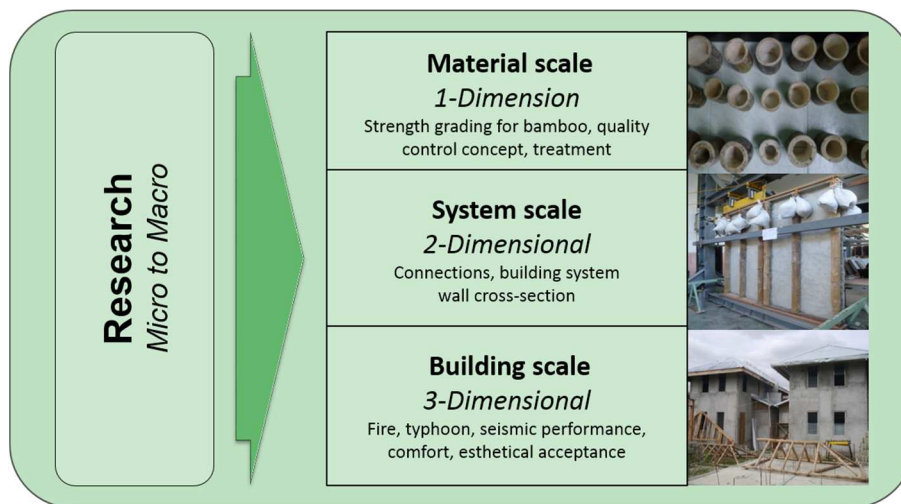 Research
Micro to Macro
Material scale
1-Dimension
Strength grading for bamboo, quality
control concept, treatment
System scale
2-Dimensional
Connections, building system
wall cross-section
Building scale
3-Dimensional
Fire, typhoon, seismic performance,
comfort, esthetical acceptance